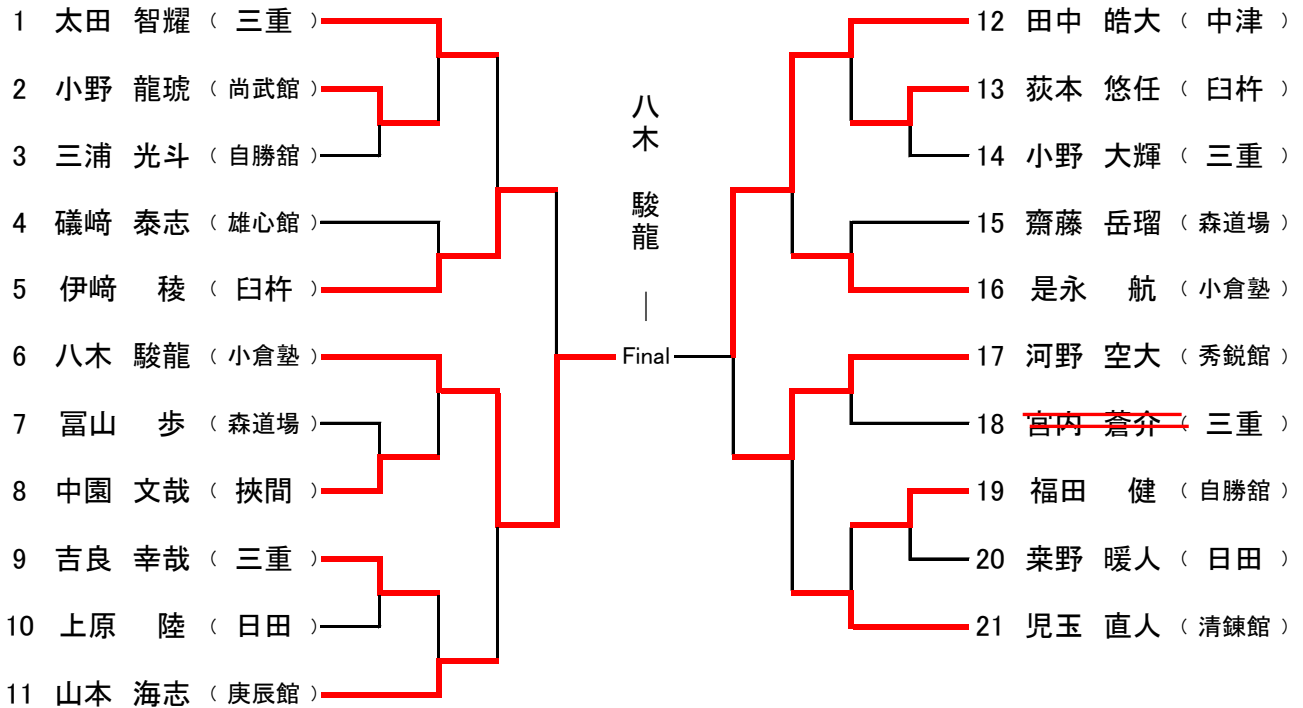 1 太田 智耀 （ 三重 ）
2 小野 龍琥 （ 尚武館 ）
3 三浦 光斗 （ 自勝舘 ）
4 礒﨑 泰志 （ 雄心館 ）
5 伊﨑 稜 （ 臼杵 ）
6 八木 駿龍 （ 小倉塾 ）
7 冨山 歩 （ 森道場 ）
8 中園 文哉 （ 挾間 ）
9 吉良 幸哉 （ 三重 ）
10 上原 陸 （ 日田 ）
11 山本 海志 （ 庚辰館 ）
八木 駿龍 ｜
Final
12 田中 皓大 （ 中津 ）
13 荻本 悠任 （ 臼杵 ）
14 小野 大輝 （ 三重 ）
15 齋藤 岳瑠 （ 森道場 ）
16 是永 航 （ 小倉塾 ）
17 河野 空大 （ 秀鋭館 ）
18 宮内 蒼介 （ 三重 ）
19 福田 健 （ 自勝舘 ）
20 桒野 暖人 （ 日田 ）
21 児玉 直人 （ 清錬館 ）